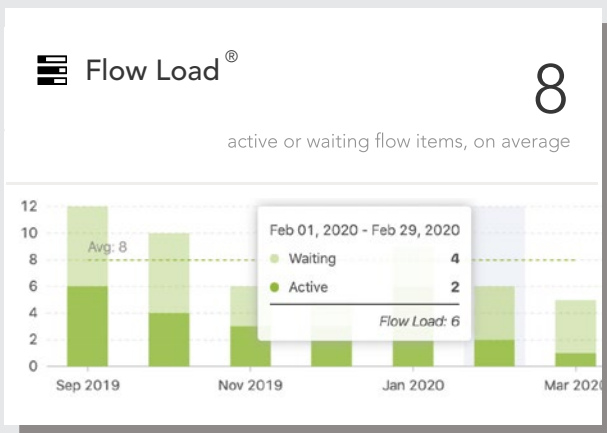 Flow Load®
8
active or waiting flow items, on average
12
10
8
6
4
2
0
Avg: 8
Feb 01, 2020 - Feb 29, 2020
Waiting 4
Active 2
Flow Load: 6
Sep 2019 Nov 2019 Jan 2020 Mar 2020